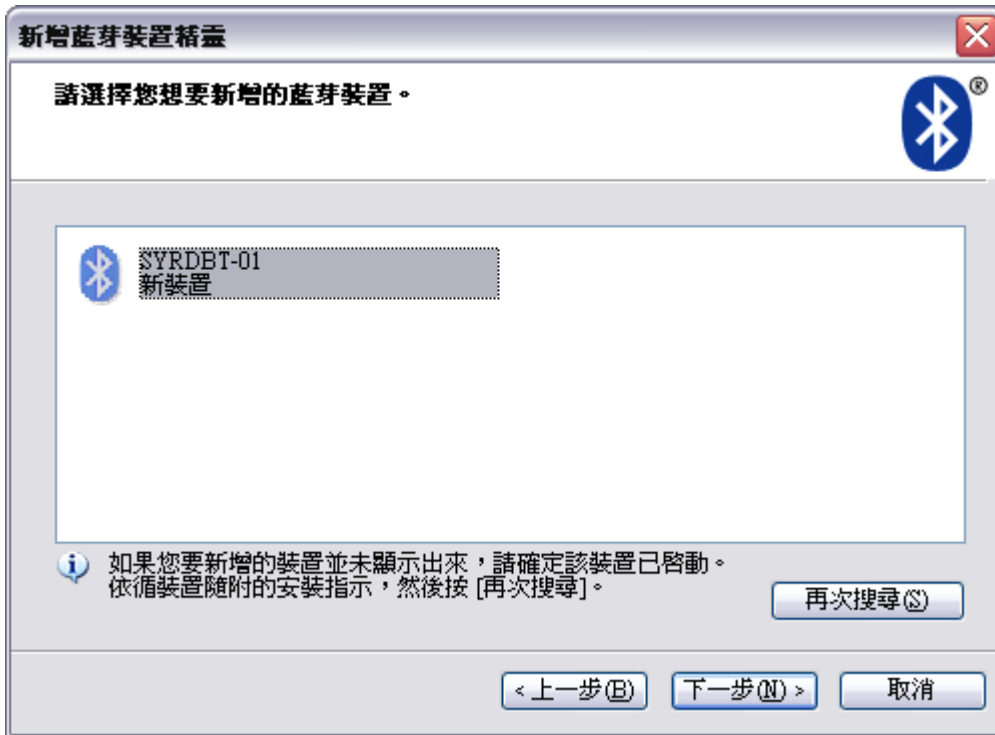 新增藍芽裝置精靈
請選擇您想要新增的藍芽裝置。
®
SYRDBT-01
新裝置
如果您要新增的裝置並未顯示出來，請確定該裝置已啓動。
依循裝置隨附的安裝指示，然後按 [再次搜尋]。
再次搜尋(S)
< 上一步(B)
下一步(N) >
取消